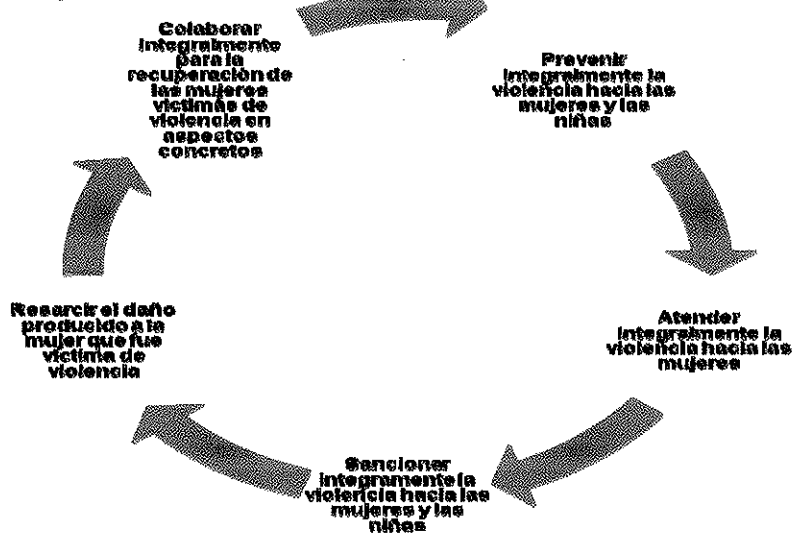 Colaborar
integralmente
para la
recuperación de
las mujeres
víctimas de
violencia en
aspectos
concretos
Prevenir
integralmente la
violencia hacia las
mujeres y las
niñas
Atender
integralmente la
violencia hacia las
mujeres
Sancionar
integramente la
violencia hacia las
mujeres y las
niñas
Resarcir el daño
producido a la
mujer que fue
víctima de
violencia